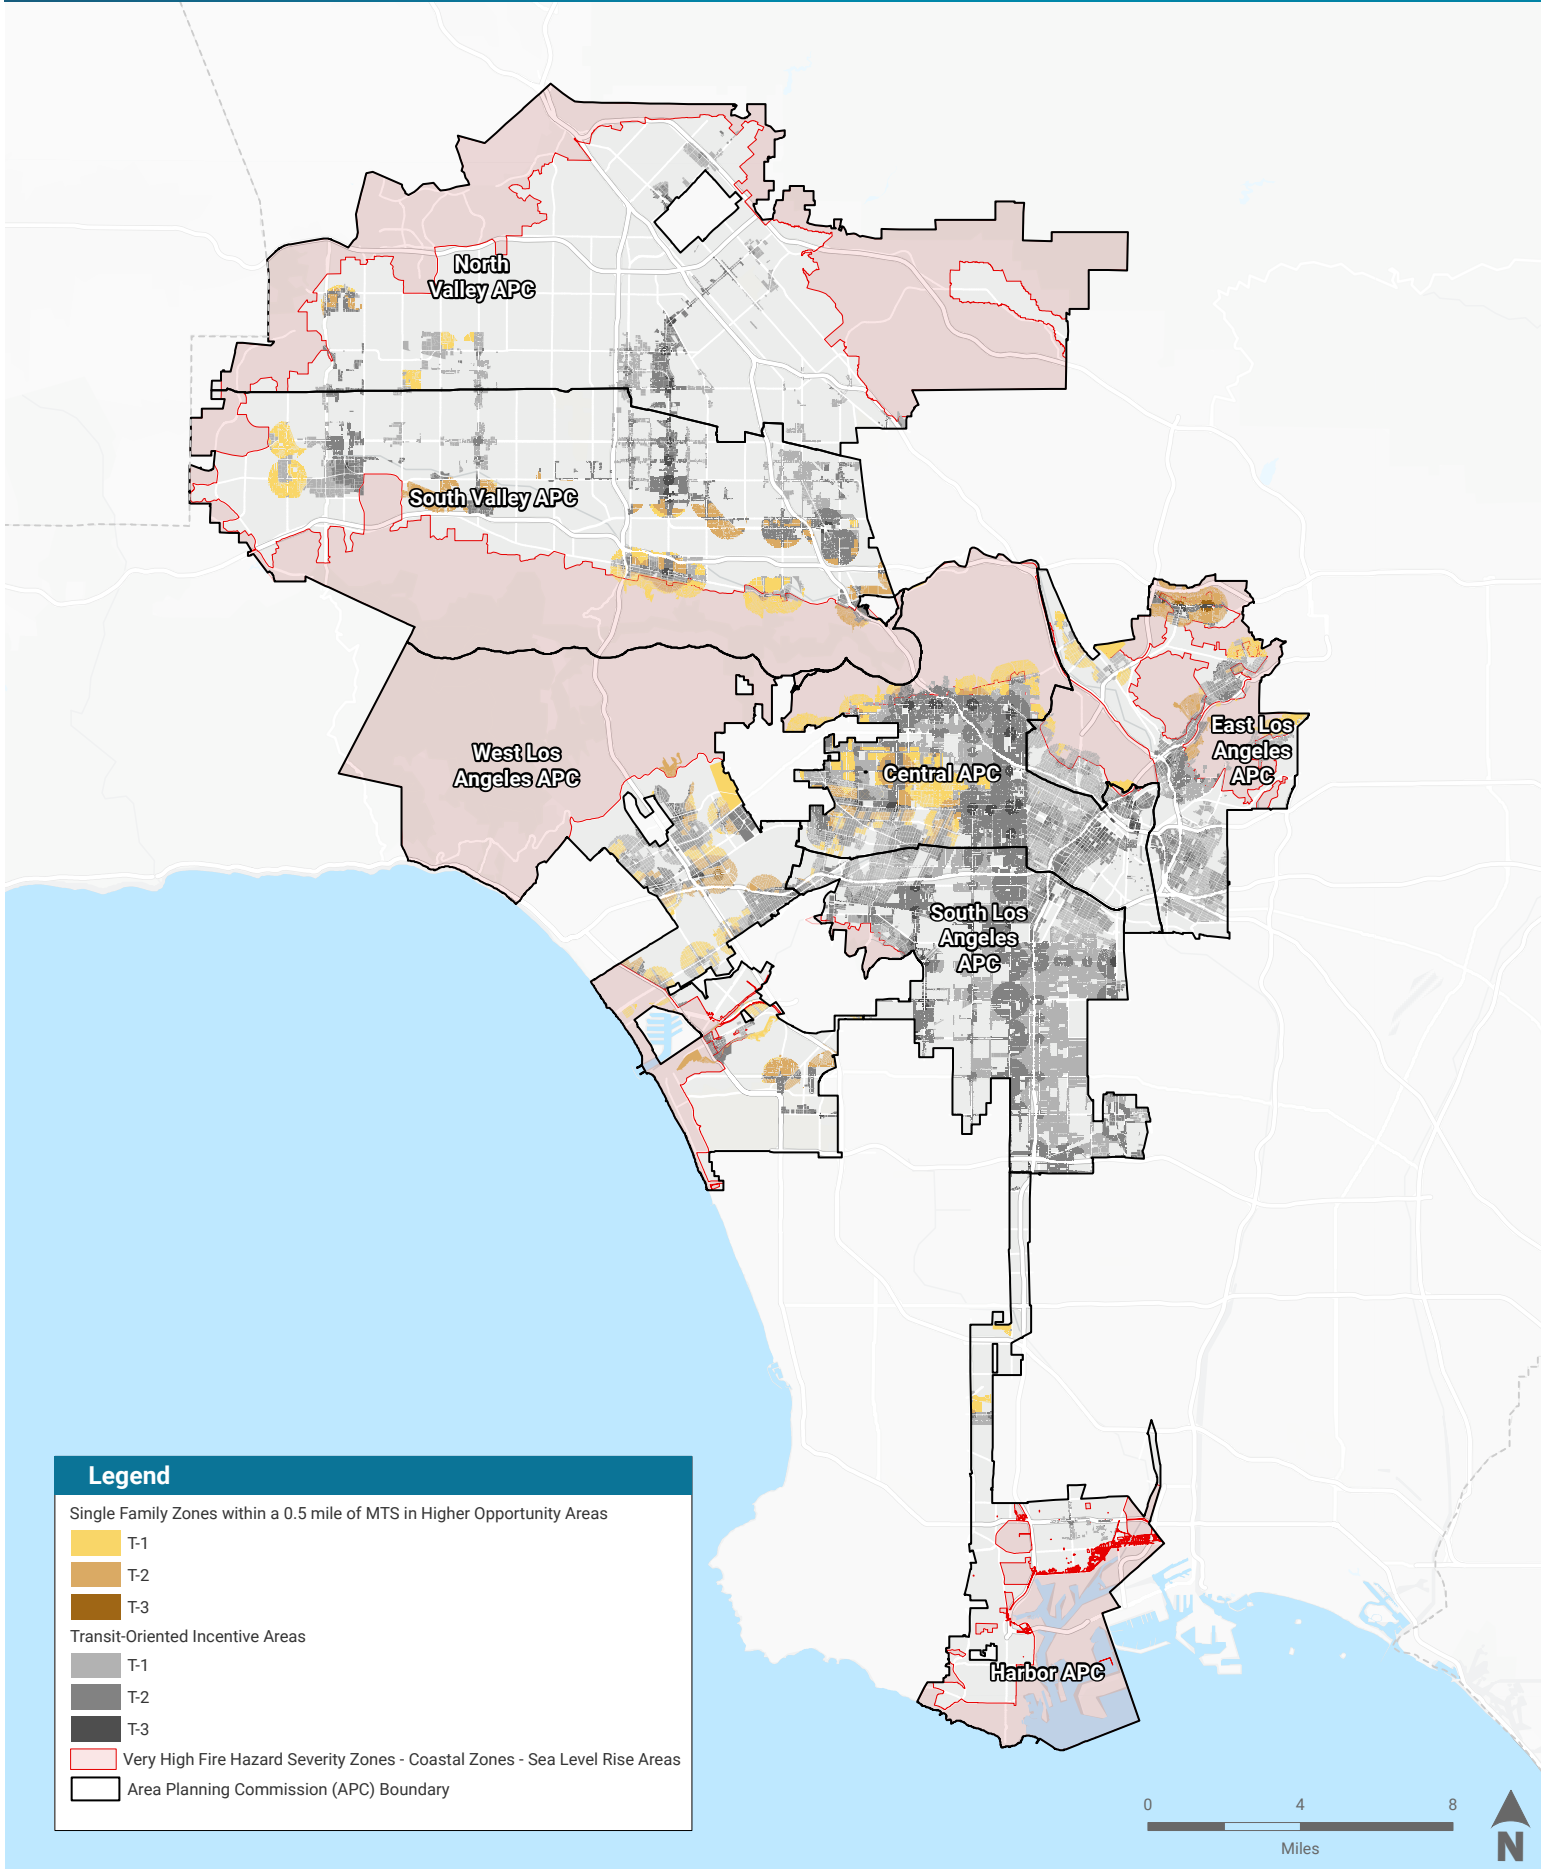 North
Valley APC
South Valley APC
West Los
Angeles APC
Central APC
East Los
Angeles
APC
South Los
Angeles
APC
Harbor APC
Legend
Single Family Zones within a 0.5 mile of MTS in Higher Opportunity Areas
T-1
T-2
T-3
Transit-Oriented Incentive Areas
T-1
T-2
T-3
Very High Fire Hazard Severity Zones - Coastal Zones - Sea Level Rise Areas
Area Planning Commission (APC) Boundary
0 4 8
Miles
N